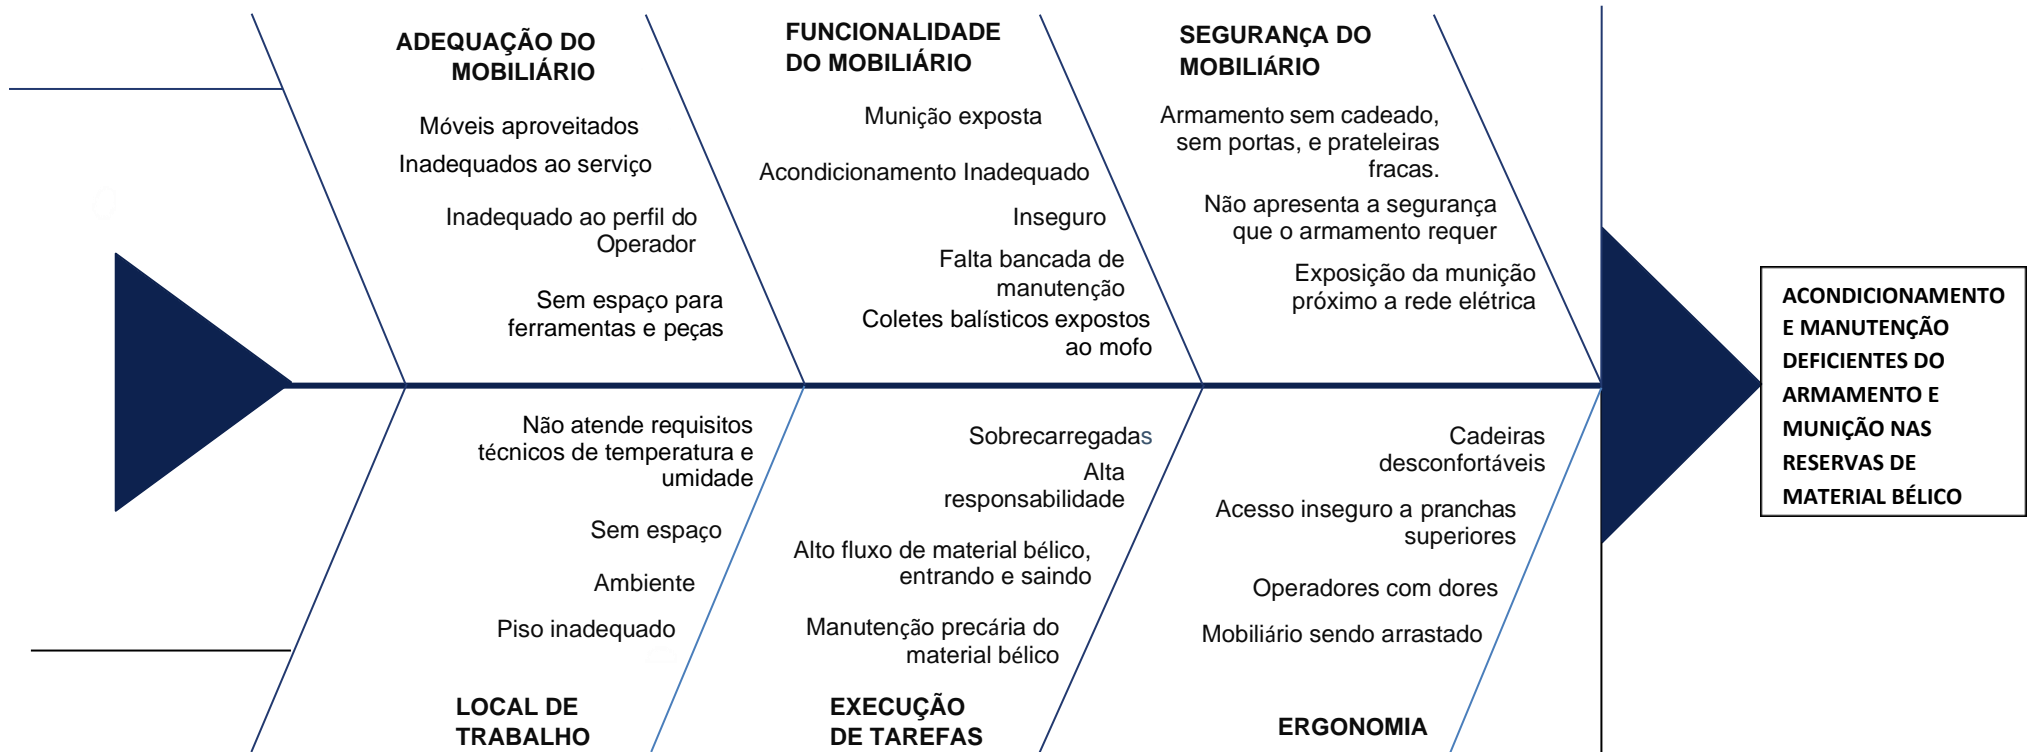 ADEQUAÇÃO DO
MOBILIÁRIO
Móveis aproveitados
Inadequados ao serviço
Inadequado ao perfil do
Operador
Sem espaço para
ferramentas e peças
FUNCIONALIDADE
DO MOBILIÁRIO
Munição exposta
Acondicionamento Inadequado
Inseguro
Falta bancada de
manutenção
Coletes balísticos expostos
ao mofo
SEGURANÇA DO
MOBILIÁRIO
Armamento sem cadeado,
sem portas, e prateleiras
fracas.
Não apresenta a segurança
que o armamento requer
Exposição da munição
próximo a rede elétrica
Não atende requisitos
técnicos de temperatura e
umidade
Sem espaço
Ambiente
Piso inadequado
LOCAL DE
TRABALHO
Sobrecarregadas
Alta
responsabilidade
Alto fluxo de material bélico,
entrando e saindo
Manutenção precária do
material bélico
EXECUÇÃO
DE TAREFAS
Cadeiras
desconfortáveis
Acesso inseguro a pranchas
superiores
Operadores com dores
Mobiliário sendo arrastado
ERGONOMIA
ACONDICIONAMENTO
E MANUTENÇÃO
DEFICIENTES DO
ARMAMENTO E
MUNIÇÃO NAS
RESERVAS DE
MATERIAL BÉLICO